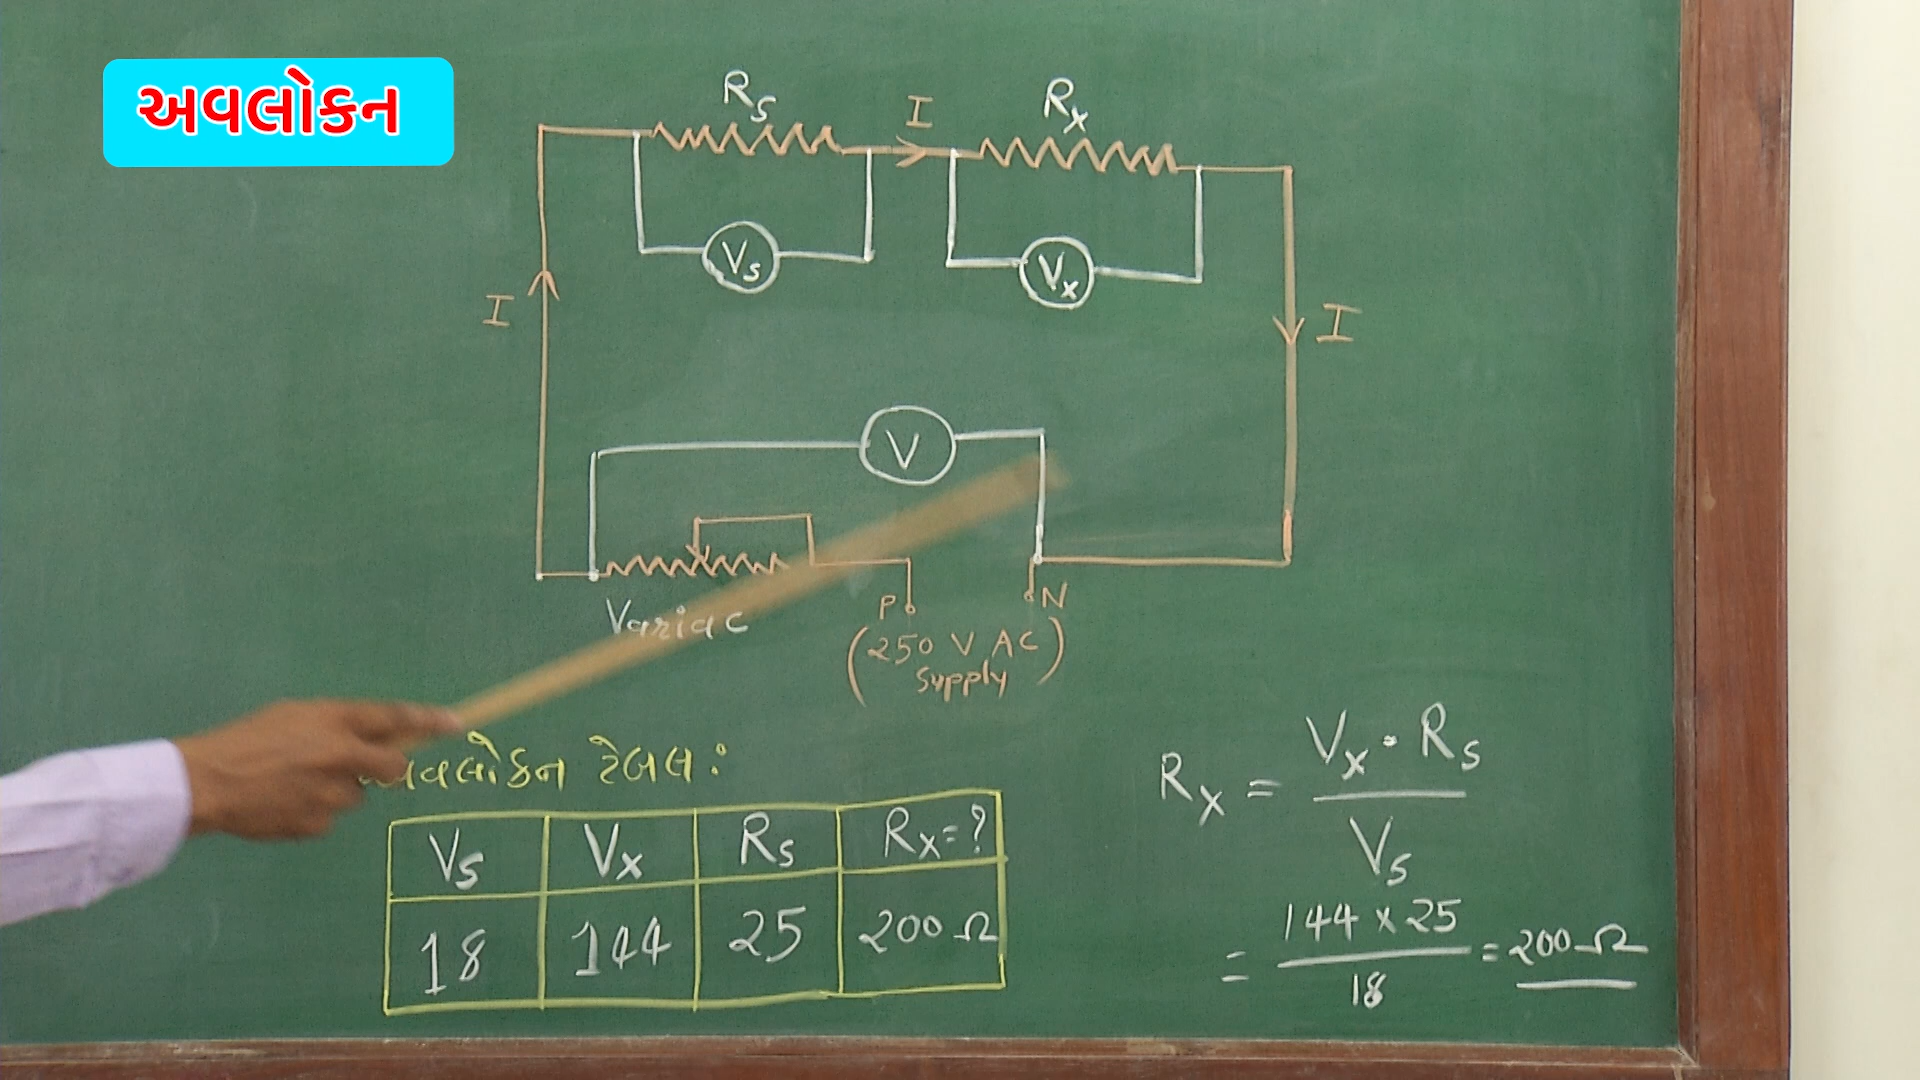 અવલોકન
Rs I Rx
Vs Vx
I I
V
Variac P N
(250 V AC
Supply)
અવલોકન ટેબલ :
Vs Vx Rs Rx=?
18 144 25 200 Ω
Rx = Vx · Rs / Vs
= 144 x 25 / 18 = 200 Ω